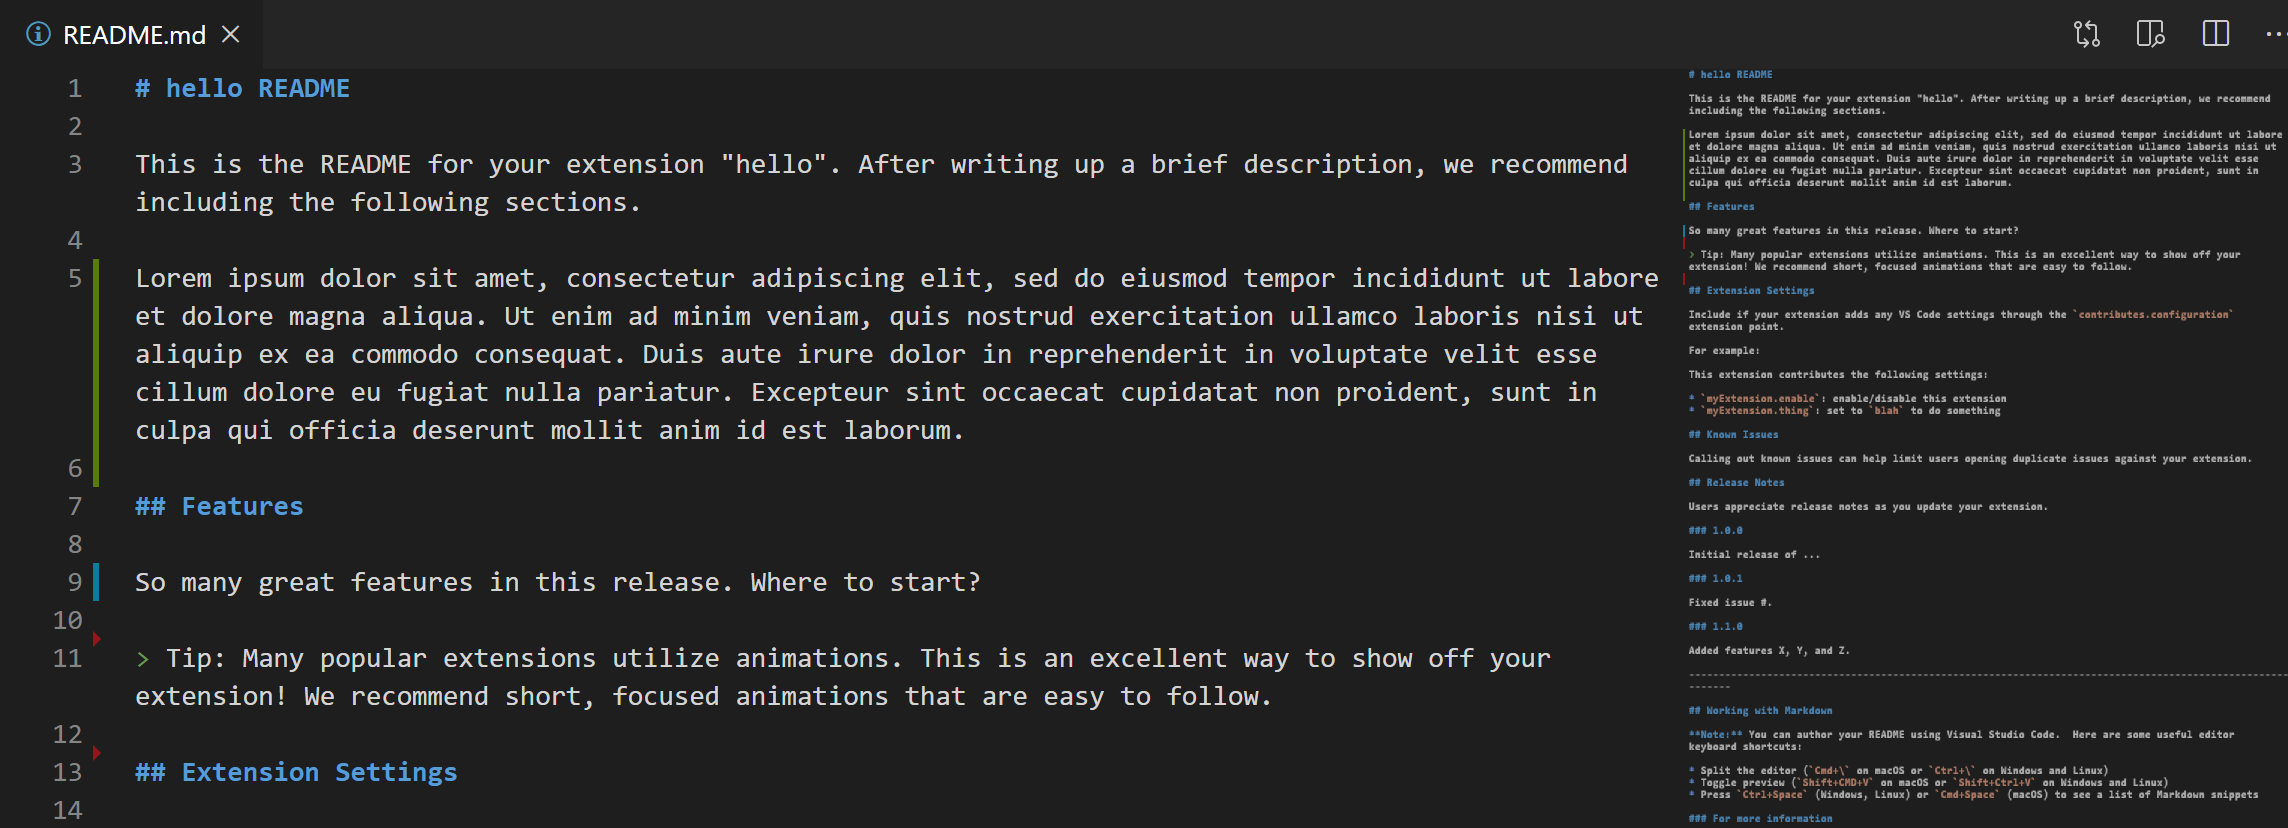 README.md
1 # hello README
2
3 This is the README for your extension "hello". After writing up a brief description, we recommend
including the following sections.
4
5 Lorem ipsum dolor sit amet, consectetur adipiscing elit, sed do eiusmod tempor incididunt ut labore
et dolore magna aliqua. Ut enim ad minim veniam, quis nostrud exercitation ullamco laboris nisi ut
aliquip ex ea commodo consequat. Duis aute irure dolor in reprehenderit in voluptate velit esse
cillum dolore eu fugiat nulla pariatur. Excepteur sint occaecat cupidatat non proident, sunt in
culpa qui officia deserunt mollit anim id est laborum.
6
7 ## Features
8
9 So many great features in this release. Where to start?
10
11 > Tip: Many popular extensions utilize animations. This is an excellent way to show off your
extension! We recommend short, focused animations that are easy to follow.
12
13 ## Extension Settings
14
# hello README
This is the README for your extension "hello". After writing up a brief description, we recommend
including the following sections.
Lorem ipsum dolor sit amet, consectetur adipiscing elit, sed do eiusmod tempor incididunt ut labore
et dolore magna aliqua. Ut enim ad minim veniam, quis nostrud exercitation ullamco laboris nisi ut
aliquip ex ea commodo consequat. Duis aute irure dolor in reprehenderit in voluptate velit esse
cillum dolore eu fugiat nulla pariatur. Excepteur sint occaecat cupidatat non proident, sunt in
culpa qui officia deserunt mollit anim id est laborum.
## Features
So many great features in this release. Where to start?
> Tip: Many popular extensions utilize animations. This is an excellent way to show off your
extension! We recommend short, focused animations that are easy to follow.
## Extension Settings
Include if your extension adds any VS Code settings through the `contributes.configuration`
extension point.
For example:
This extension contributes the following settings:
* `myExtension.enable`: enable/disable this extension
* `myExtension.thing`: set to `blah` to do something
## Known Issues
Calling out known issues can help limit users opening duplicate issues against your extension.
## Release Notes
Users appreciate release notes as you update your extension.
### 1.0.0
Initial release of ...
### 1.0.1
Fixed issue #.
### 1.1.0
Added features X, Y, and Z.
-----------------------------------------------------------------------------------------------------------
## Working with Markdown
**Note:** You can author your README using Visual Studio Code.  Here are some useful editor
keyboard shortcuts:
* Split the editor (`Cmd+\` on macOS or `Ctrl+\` on Windows and Linux)
* Toggle preview (`Shift+CMD+V` on macOS or `Shift+Ctrl+V` on Windows and Linux)
* Press `Ctrl+Space` (Windows, Linux) or `Cmd+Space` (macOS) to see a list of Markdown snippets
### For more information